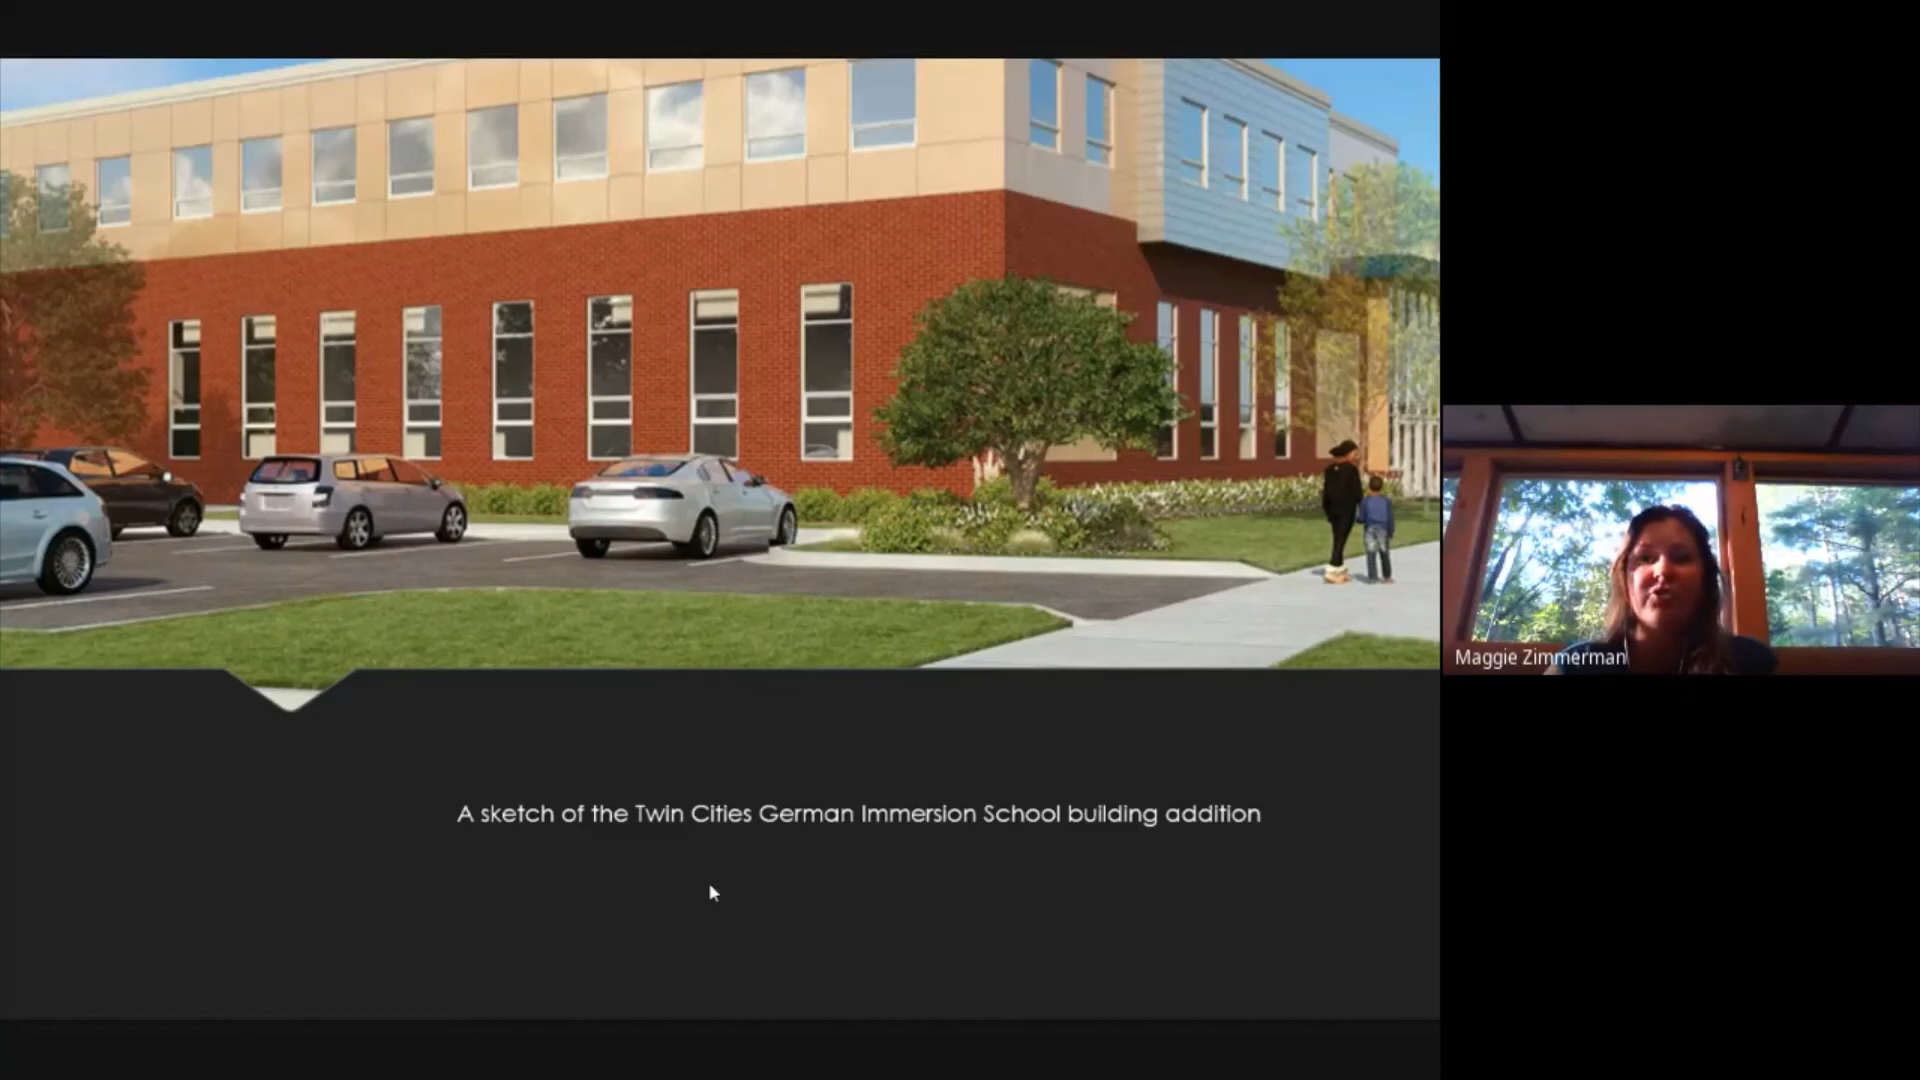 A sketch of the Twin Cities German Immersion School building addition
Maggie Zimmerman